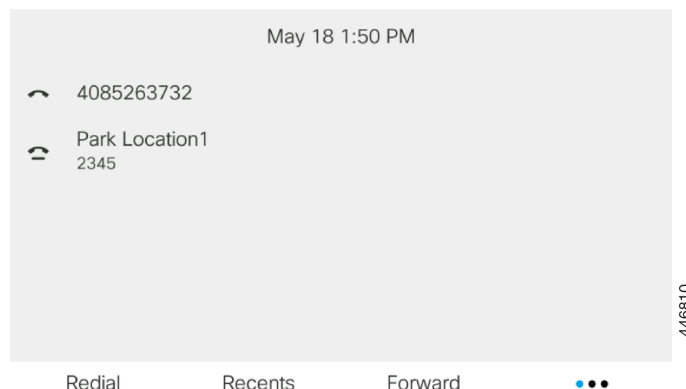 May 18 1:50 PM
4085263732
Park Location1
2345
Redial Recents Forward
446810